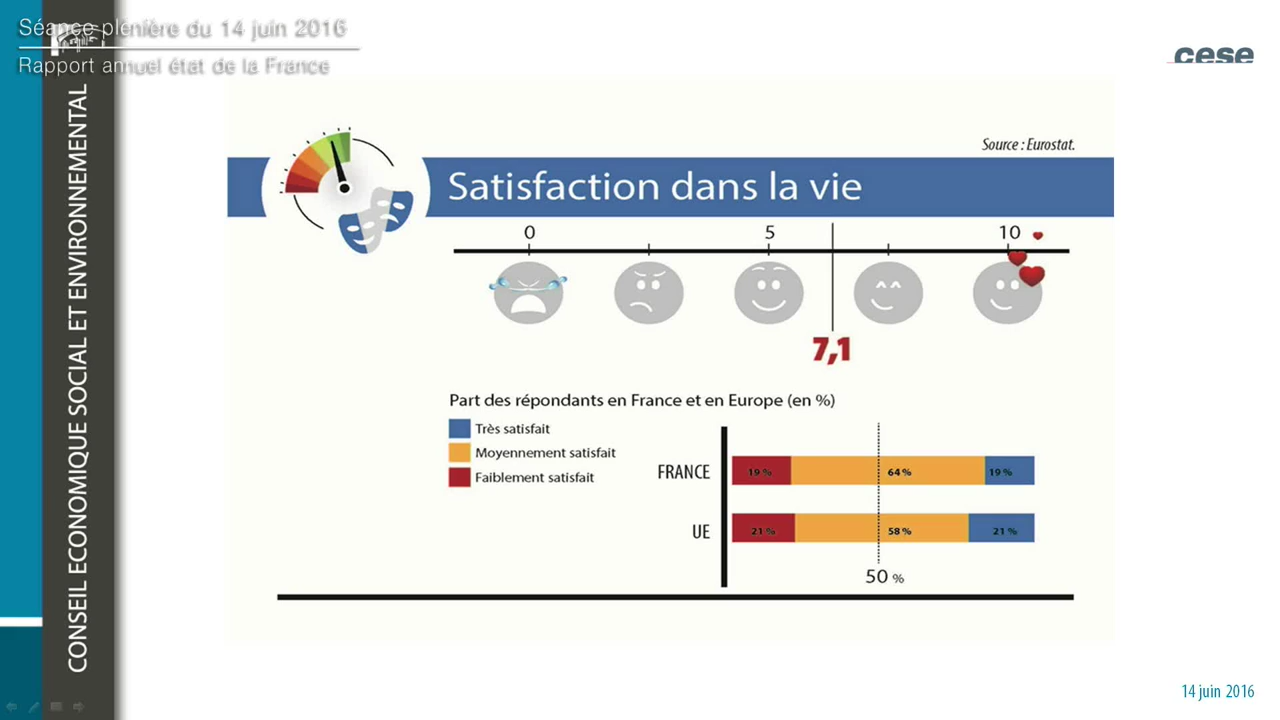 Séance plénière du 14 juin 2016
Rapport annuel état de la France
CONSEIL ECONOMIQUE SOCIAL ET ENVIRONNEMENTAL
cese
Source : Eurostat.
Satisfaction dans la vie
0 5 10
7,1
Part des répondants en France et en Europe (en %)
Très satisfait
Moyennement satisfait
Faiblement satisfait
FRANCE 19 % 64 % 19 %
UE 21 % 58 % 21 %
50 %
14 juin 2016